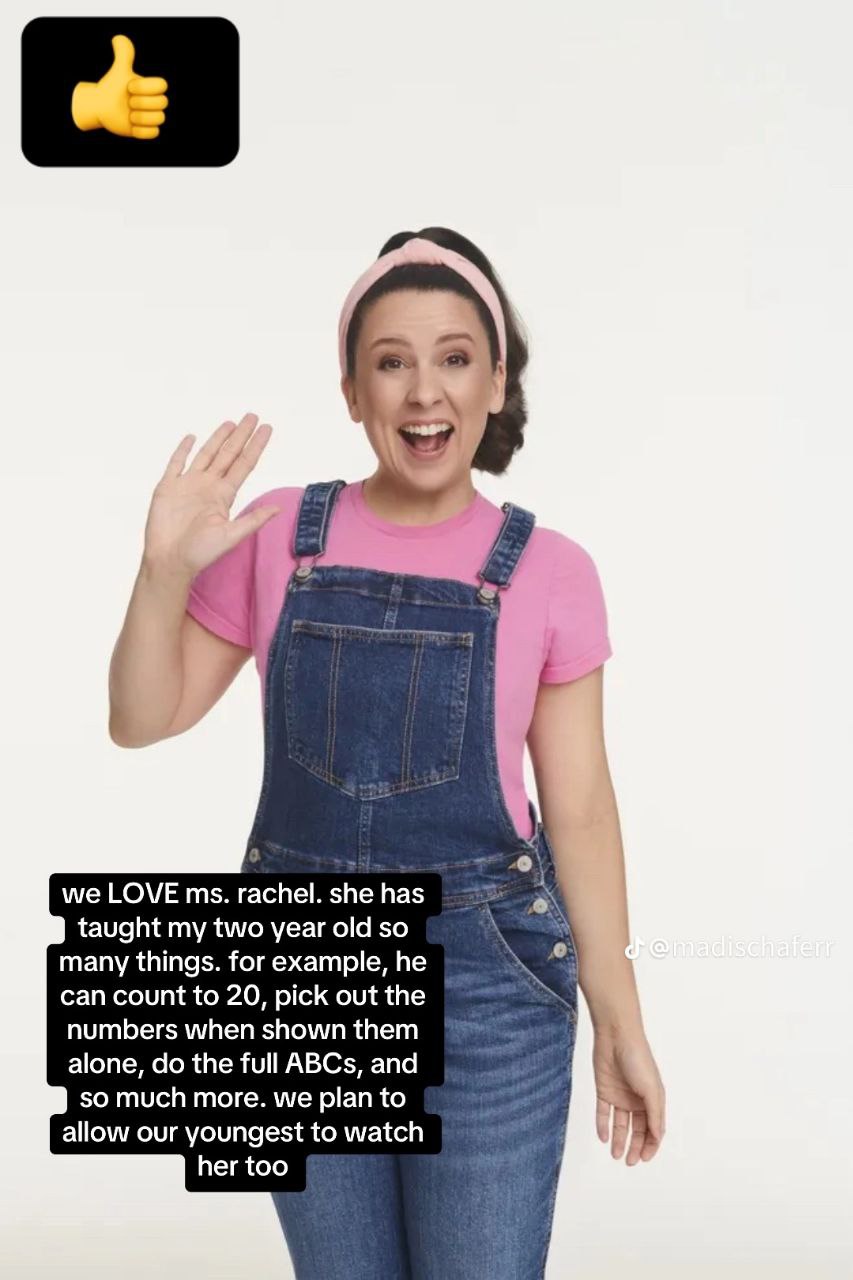 we LOVE ms. rachel. she has
taught my two year old so
many things. for example, he
can count to 20, pick out the
numbers when shown them
alone, do the full ABCs, and
so much more. we plan to
allow our youngest to watch
her too
@madischaferr